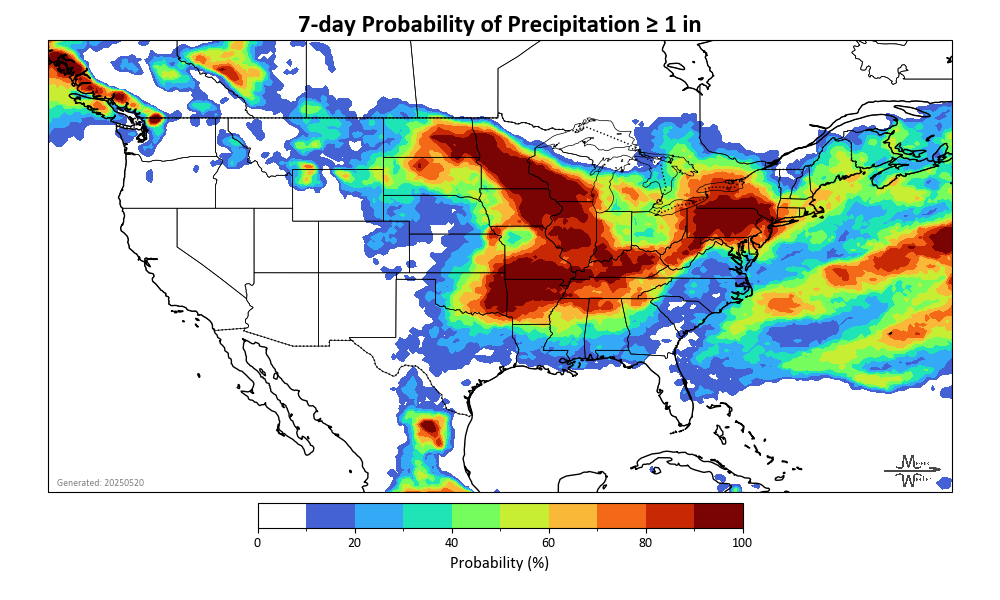 7-day Probability of Precipitation ≥ 1 in
Generated: 20250520
0 20 40 60 80 100
Probability (%)